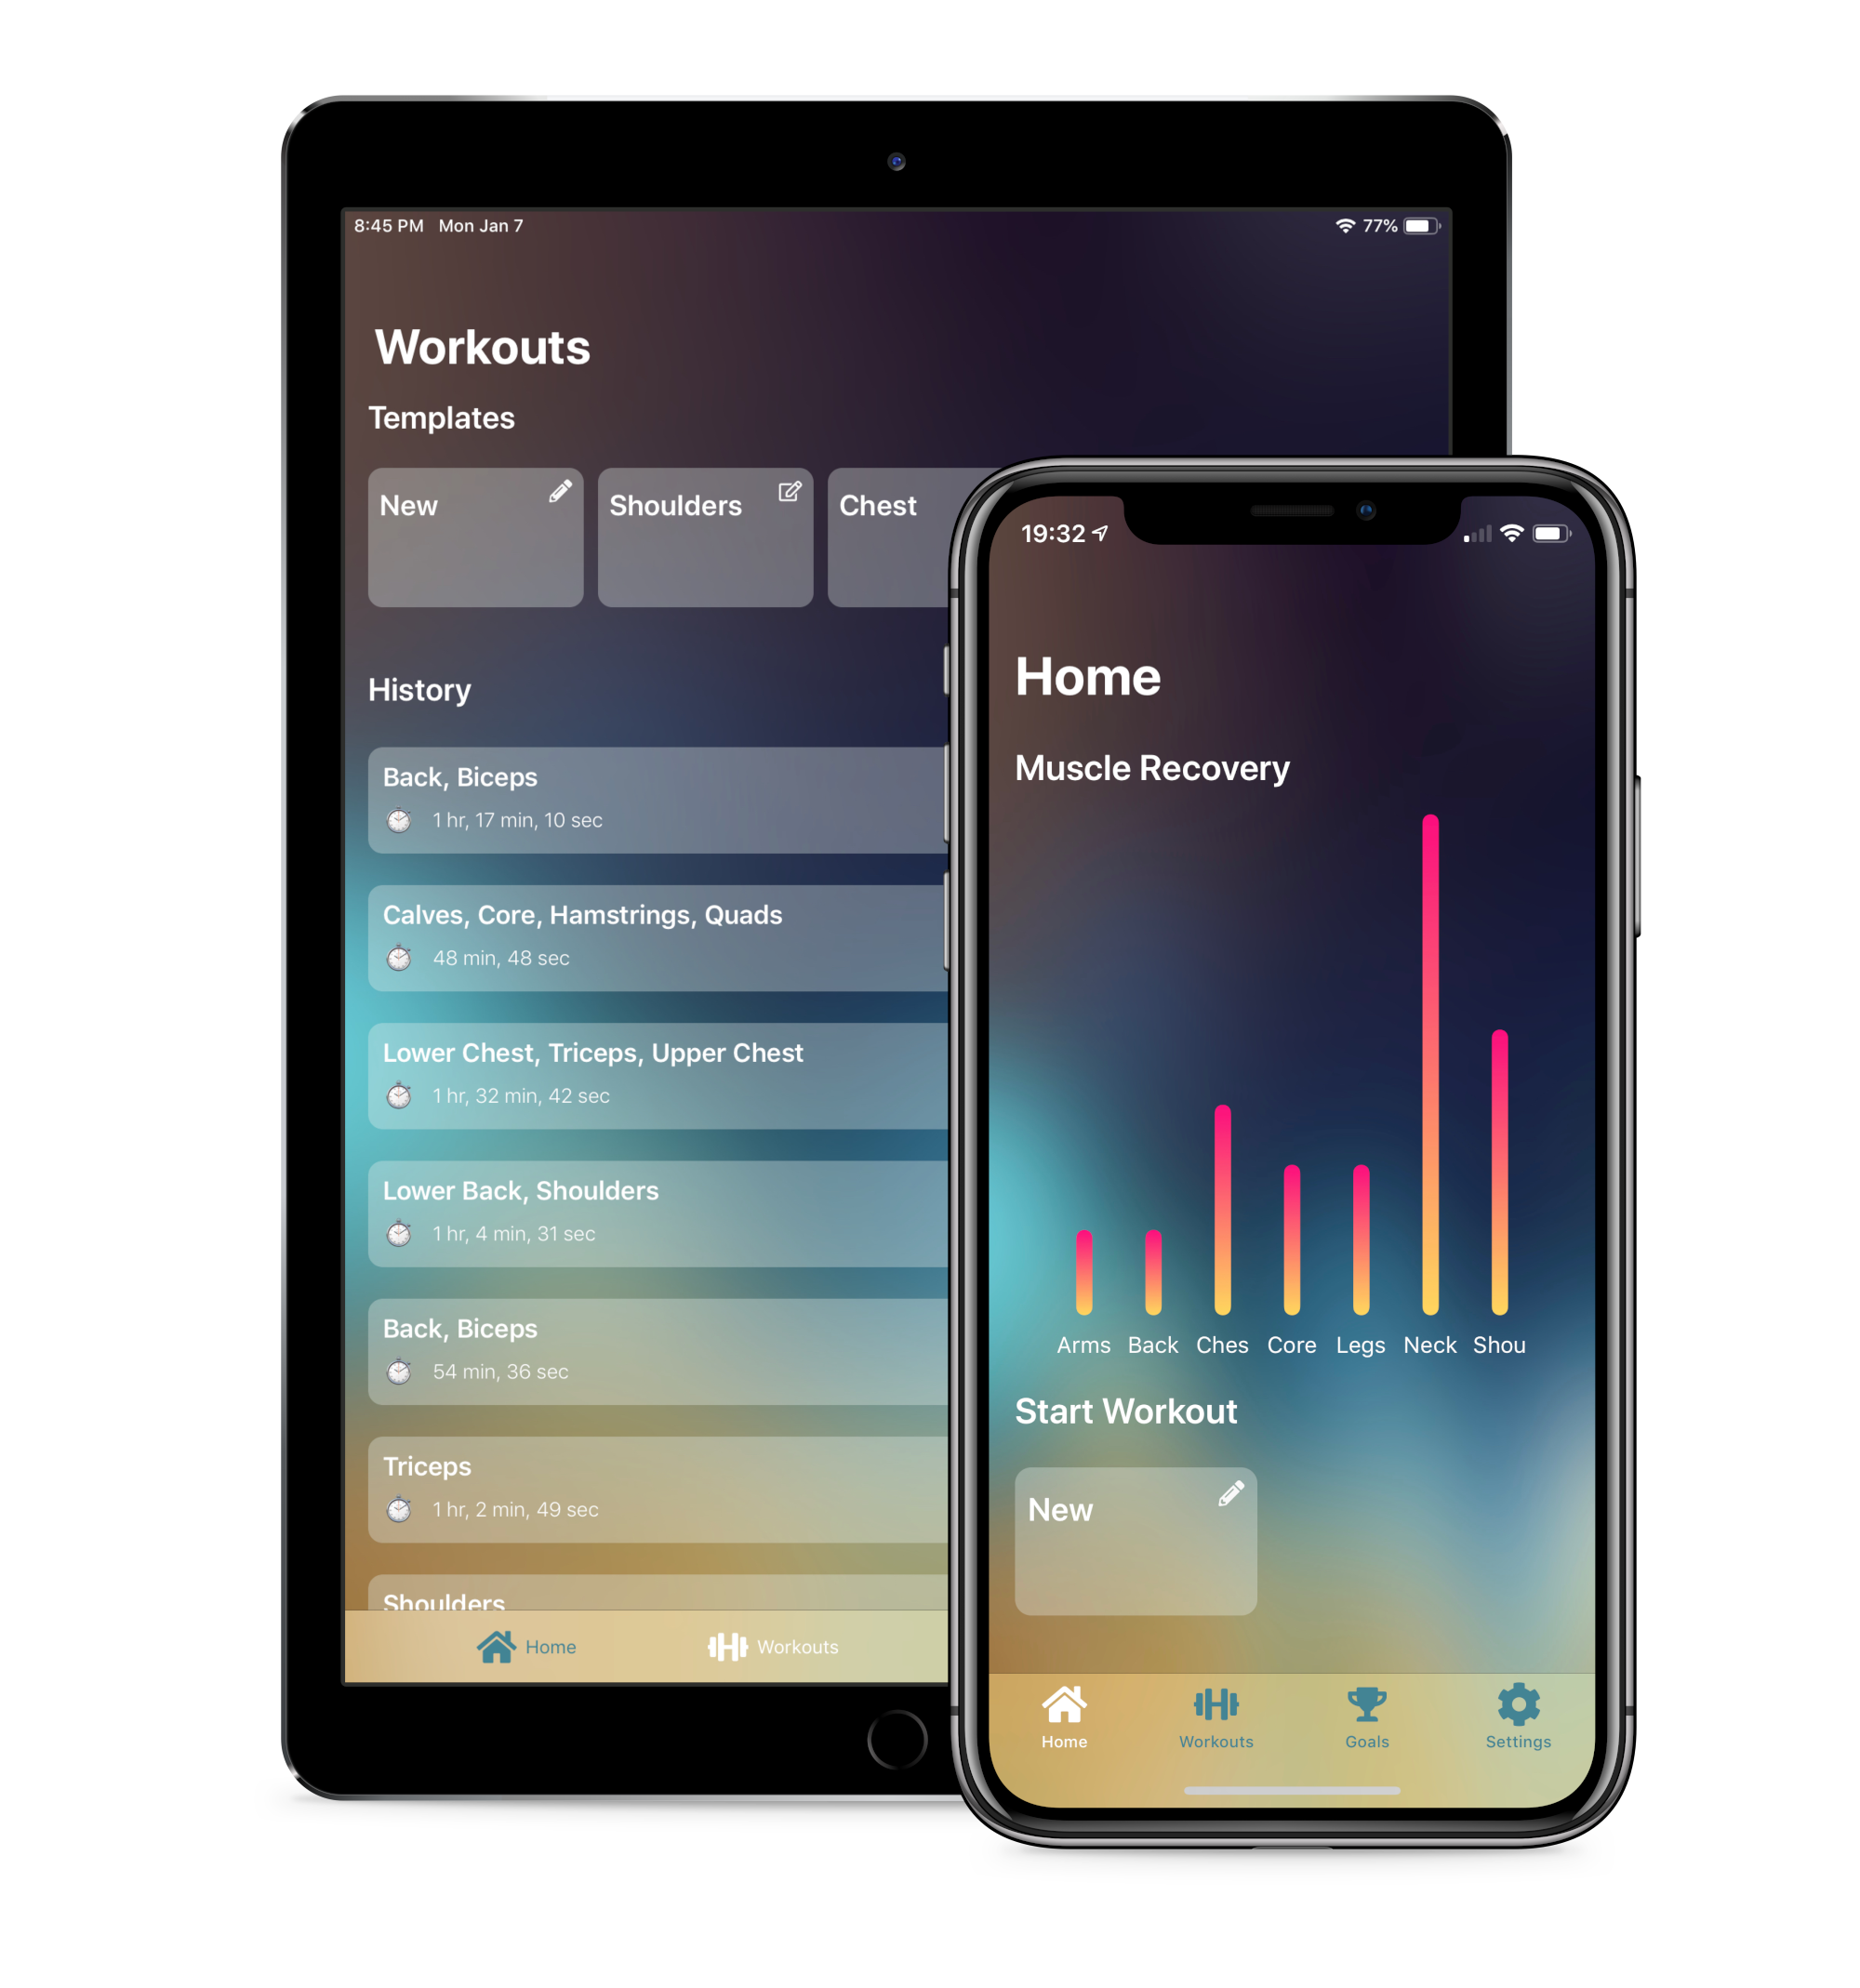 8:45 PM Mon Jan 7
77%
Workouts
Templates
New
Shoulders
Chest
History
Back, Biceps
1 hr, 17 min, 10 sec
Calves, Core, Hamstrings, Quads
48 min, 48 sec
Lower Chest, Triceps, Upper Chest
1 hr, 32 min, 42 sec
Lower Back, Shoulders
1 hr, 4 min, 31 sec
Back, Biceps
54 min, 36 sec
Triceps
1 hr, 2 min, 49 sec
Shoulders
Home Workouts
19:32
Home
Muscle Recovery
Arms Back Ches Core Legs Neck Shou
Start Workout
New
Home Workouts Goals Settings